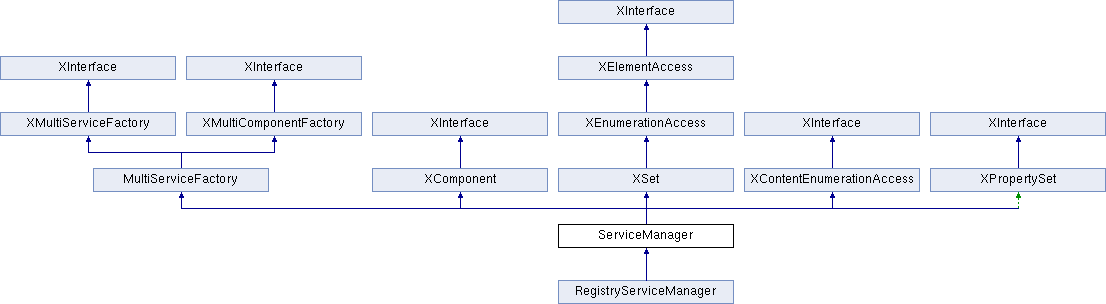 XInterface
XInterface
XInterface
XElementAccess
XMultiServiceFactory
XMultiComponentFactory
XInterface
XEnumerationAccess
XInterface
XInterface
MultiServiceFactory
XComponent
XSet
XContentEnumerationAccess
XPropertySet
ServiceManager
RegistryServiceManager